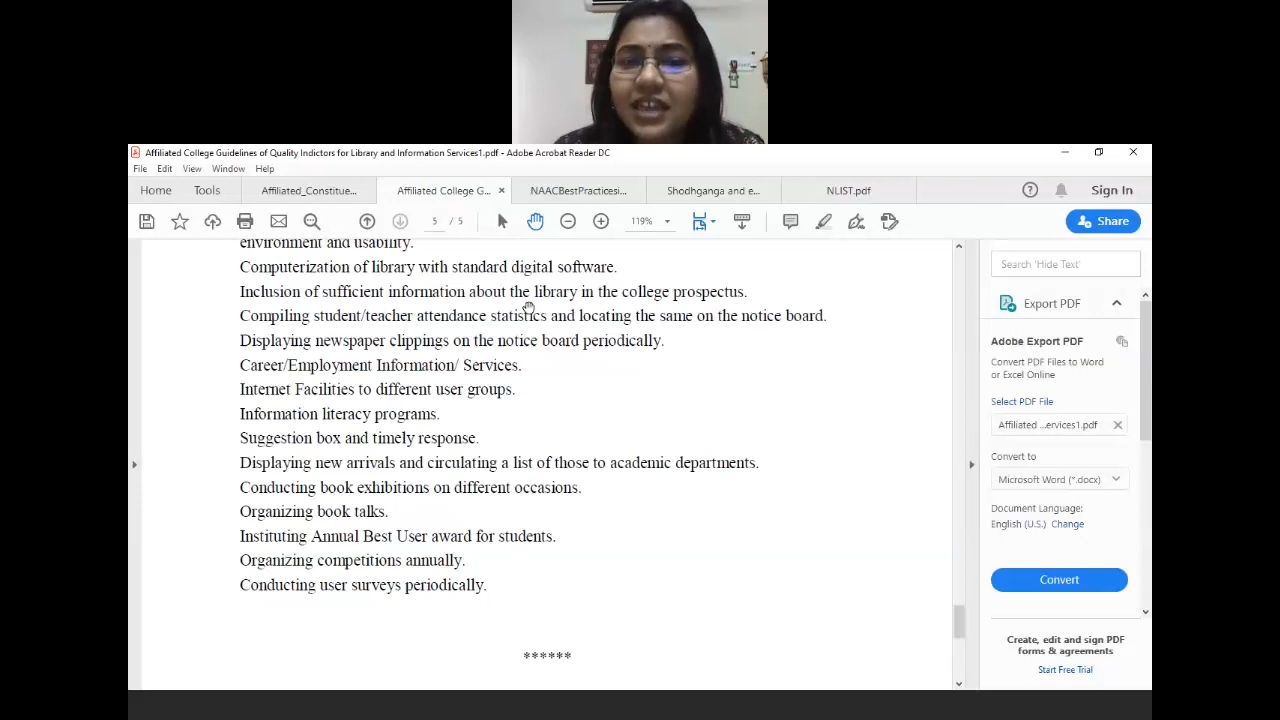 Affiliated College Guidelines of Quality Indictors for Library and Information Services1.pdf - Adobe Acrobat Reader DC
File Edit View Window Help
Home Tools Affiliated_Constitue... Affiliated College G... × NAACBestPracticesi... Shodhganga and e... NLIST.pdf Sign In
5 / 5 119% Share
environment and usability.
Computerization of library with standard digital software.
Inclusion of sufficient information about the library in the college prospectus.
Compiling student/teacher attendance statistics and locating the same on the notice board.
Displaying newspaper clippings on the notice board periodically.
Career/Employment Information/ Services.
Internet Facilities to different user groups.
Information literacy programs.
Suggestion box and timely response.
Displaying new arrivals and circulating a list of those to academic departments.
Conducting book exhibitions on different occasions.
Organizing book talks.
Instituting Annual Best User award for students.
Organizing competitions annually.
Conducting user surveys periodically.
******
Search 'Hide Text'
Export PDF
Adobe Export PDF
Convert PDF Files to Word
or Excel Online
Select PDF File
Affiliated ...ervices1.pdf
Convert to
Microsoft Word (*.docx)
Document Language:
English (U.S.) Change
Convert
Create, edit and sign PDF
forms & agreements
Start Free Trial